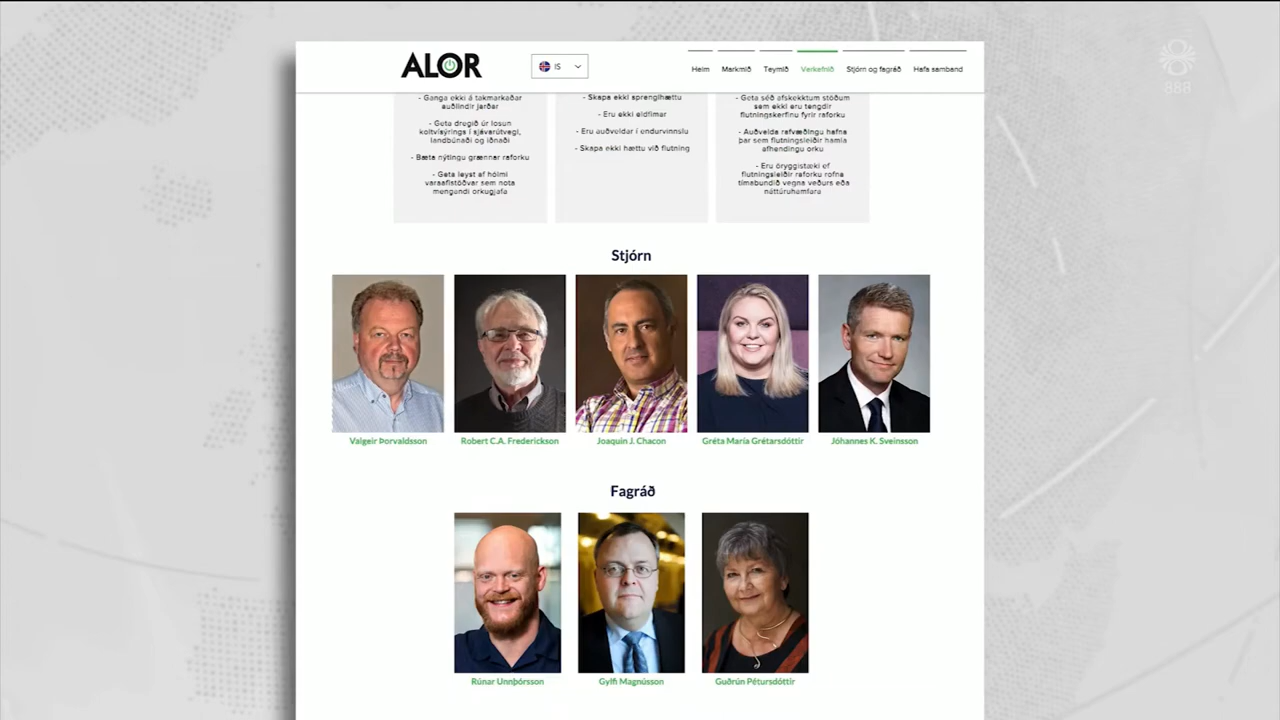 ALOR
IS
Heim
Markmið
Teymið
Verkefnið
Stjórn og fagráð
Hafa samband
888
- Ganga ekki á takmarkaðar
auðlindir jarðar
- Geta dregið úr losun
koltvísýrings í sjávarútvegi,
landbúnaði og iðnaði
- Bæta nýtingu grænnar raforku
- Geta leyst af hólmi
varaaflstöðvar sem nota
mengandi orkugjafa
- Skapa ekki sprengihættu
- Eru ekki eldfimar
- Eru auðveldar í endurvinnslu
- Skapa ekki hættu við flutning
- Geta séð afskekktum stöðum
sem ekki eru tengdir
flutningskerfinu fyrir raforku
- Auðvelda rafvæðingu hafna
þar sem flutningsleiðir hamla
afhendingu orku
- Eru öryggistæki ef
flutningsleiðir raforku rofna
tímabundið vegna veðurs eða
náttúruhamfara
Stjórn
Valgeir Þorvaldsson
Robert C.A. Frederickson
Joaquin J. Chacon
Gréta María Grétarsdóttir
Jóhannes K. Sveinsson
Fagráð
Rúnar Unnþórsson
Gylfi Magnússon
Guðrún Pétursdóttir